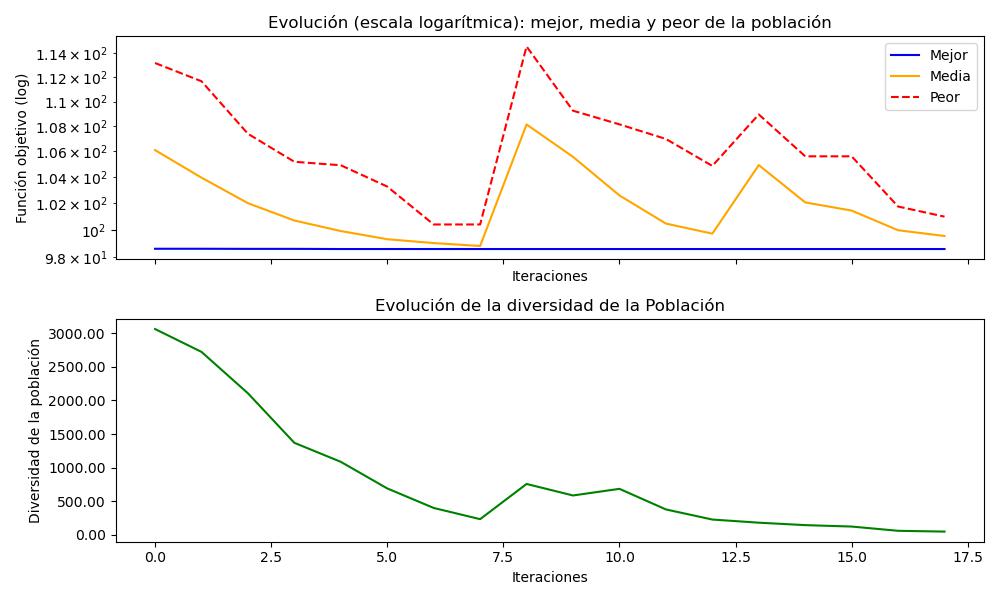 Evolución (escala logarítmica): mejor, media y peor de la población
Función objetivo (log)
1.14 × 10²
1.12 × 10²
1.1 × 10²
1.08 × 10²
1.06 × 10²
1.04 × 10²
1.02 × 10²
10²
9.8 × 10¹
Mejor
Media
Peor
Iteraciones
Evolución de la diversidad de la Población
Diversidad de la población
3000.00
2500.00
2000.00
1500.00
1000.00
500.00
0.00
0.0 2.5 5.0 7.5 10.0 12.5 15.0 17.5
Iteraciones